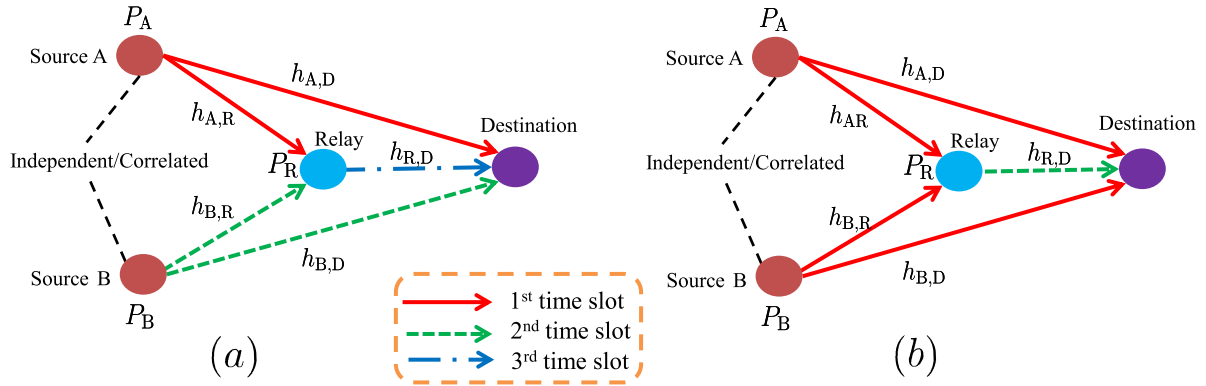 P_A
Source A
h_A,D
h_A,R
Relay
Destination
Independent/Correlated
P_R
h_R,D
h_B,R
h_B,D
Source B
P_B
(a)
1st time slot
2nd time slot
3rd time slot
P_A
Source A
h_A,D
h_AR
Relay
Destination
Independent/Correlated
P_R
h_R,D
h_B,R
h_B,D
Source B
P_B
(b)